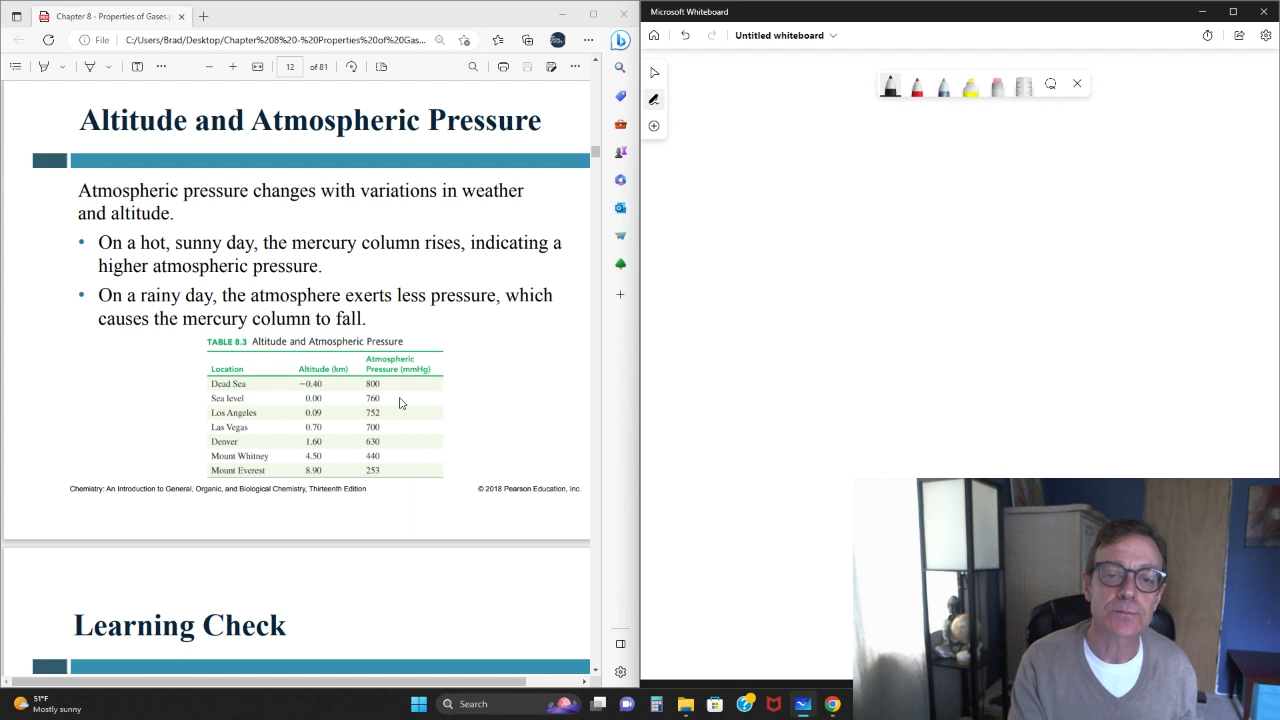 Chapter 8 - Properties of Gases.p
File
C:/Users/Brad/Desktop/Chapter%208%20-%20Properties%20of%20Gas...
12
of 81
Altitude and Atmospheric Pressure
Atmospheric pressure changes with variations in weather
and altitude.
• On a hot, sunny day, the mercury column rises, indicating a
higher atmospheric pressure.
• On a rainy day, the atmosphere exerts less pressure, which
causes the mercury column to fall.
TABLE 8.3 Altitude and Atmospheric Pressure
Location Altitude (km) Atmospheric Pressure (mmHg)
Dead Sea −0.40 800
Sea level 0.00 760
Los Angeles 0.09 752
Las Vegas 0.70 700
Denver 1.60 630
Mount Whitney 4.50 440
Mount Everest 8.90 253
Chemistry: An Introduction to General, Organic, and Biological Chemistry, Thirteenth Edition
© 2018 Pearson Education, Inc.
Learning Check
Microsoft Whiteboard
Untitled whiteboard
51°F
Mostly sunny
Search